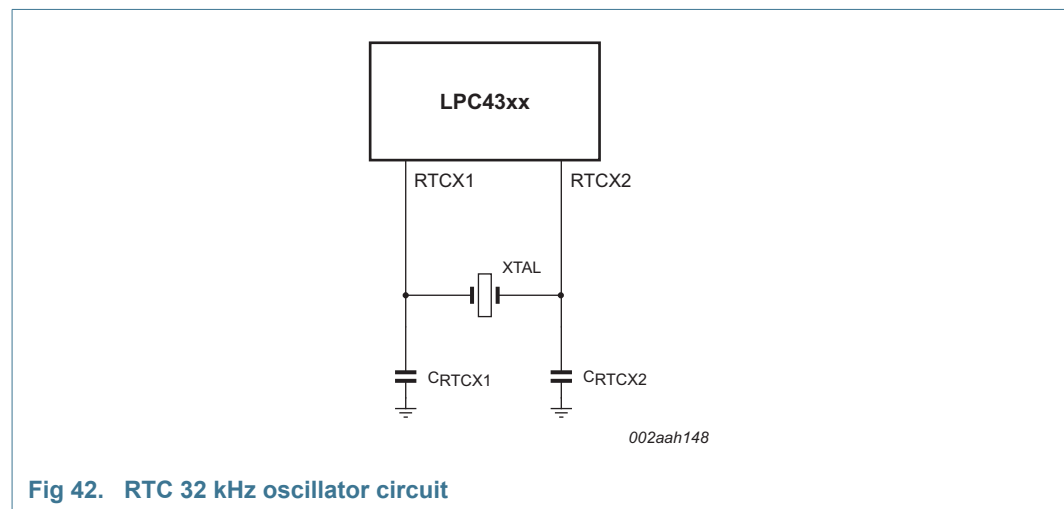 LPC43xx
RTCX1 RTCX2
XTAL
CRTCX1 CRTCX2
002aah148
Fig 42. RTC 32 kHz oscillator circuit